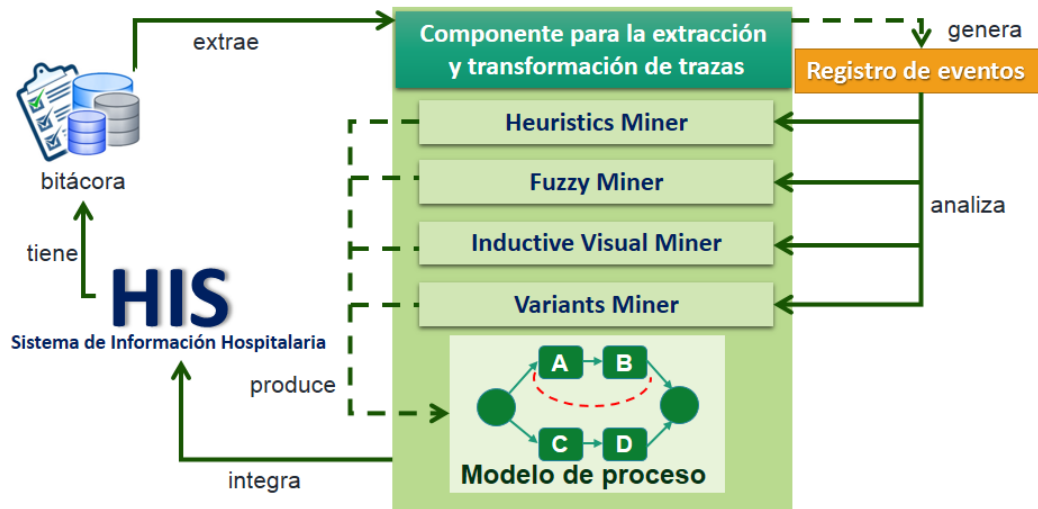 extrae
Componente para la extracción
y transformación de trazas
genera
Registro de eventos
Heuristics Miner
bitácora
Fuzzy Miner
analiza
tiene
Inductive Visual Miner
HIS
Variants Miner
Sistema de Información Hospitalaria
A B
produce
C D
Modelo de proceso
integra